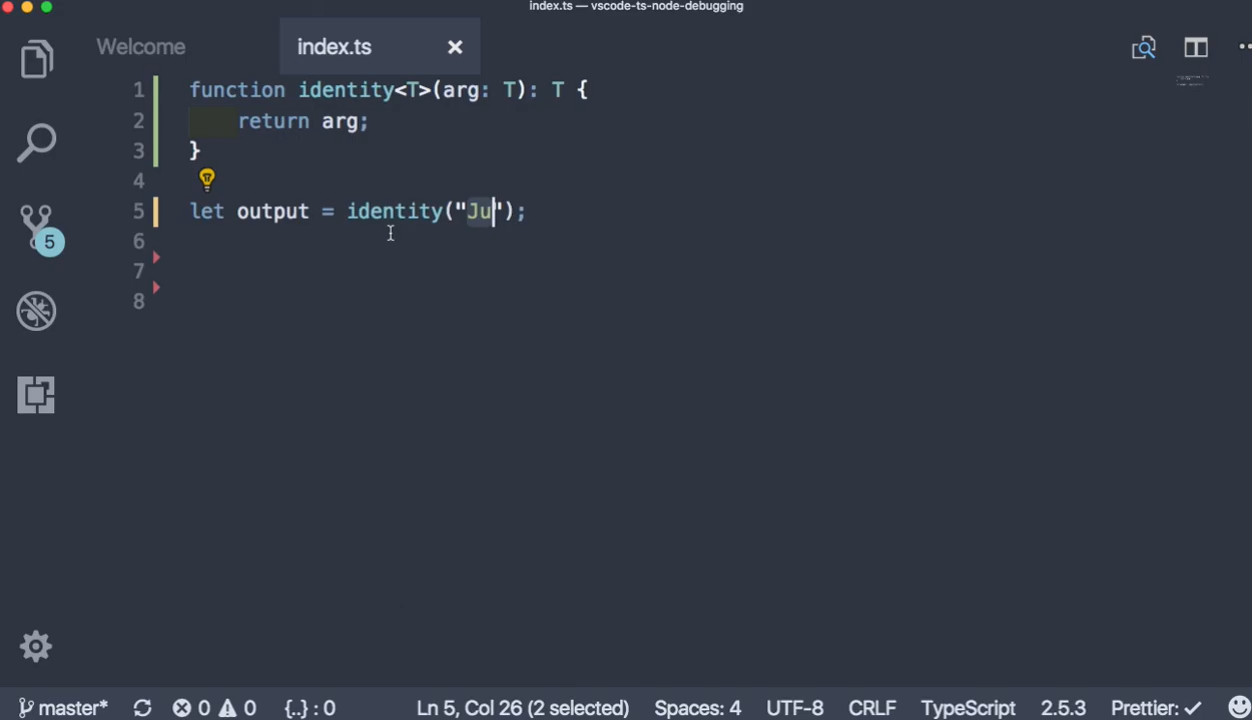 index.ts — vscode-ts-node-debugging
Welcome
index.ts
1 function identity<T>(arg: T): T {
2 return arg;
3 }
4
5 let output = identity("Ju");
6
7
8
5
master* 0 0 {..} : 0 Ln 5, Col 26 (2 selected) Spaces: 4 UTF-8 CRLF TypeScript 2.5.3 Prettier: ✓